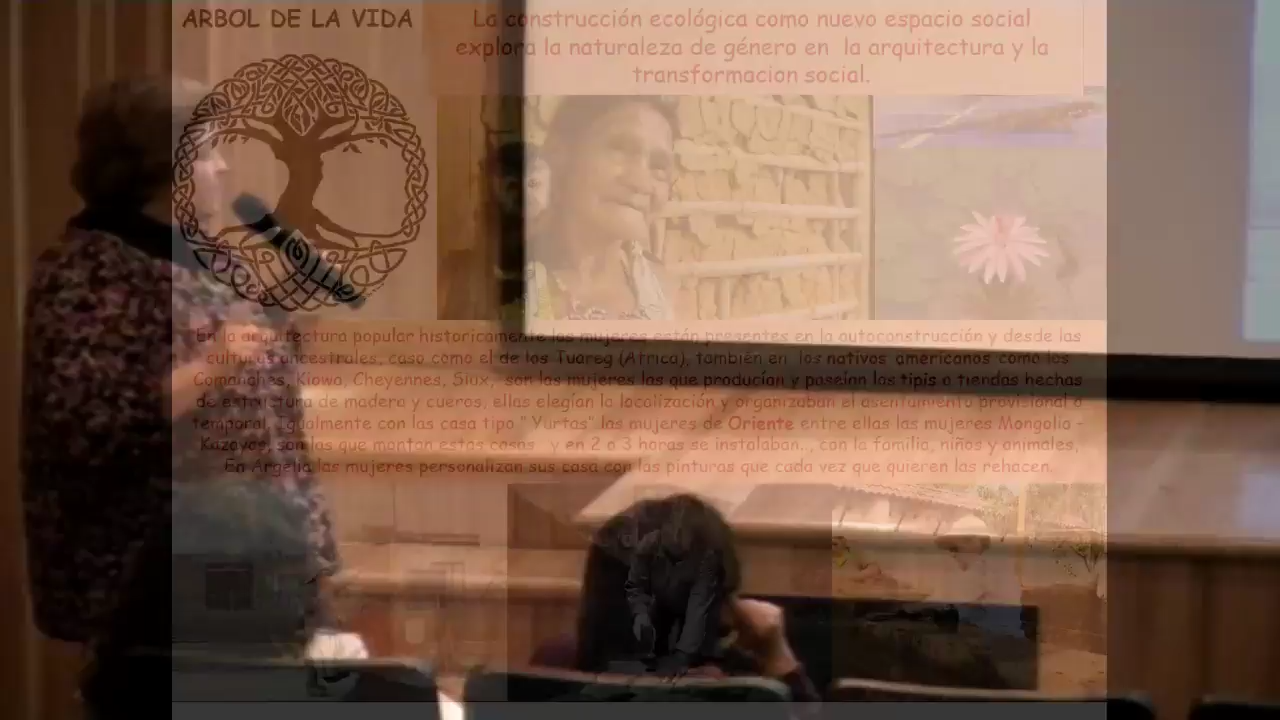 ARBOL DE LA VIDA
La construcción ecológica como nuevo espacio social
explora la naturaleza de género en la arquitectura y la
transformacion social.
En la arquitectura popular historicamente las mujeres están presentes en la autoconstrucción y desde las
culturas ancestrales, caso como el de los Tuareg (Africa), también en los nativos americanos como los
Comanches, Kiowa, Cheyennes, Siux, son las mujeres las que producían y poseían las tipis o tiendas hechas
de estructura de madera y cueros, ellas elegían la localización y organizaban el asentamiento provisional o
temporal. Igualmente con las casa tipo " Yurtas" las mujeres de Oriente entre ellas las mujeres Mongolia -
Kazayas, son las que montan estas casas y en 2 o 3 horas se instalaban.., con la familia, niños y animales,
En Argelia las mujeres personalizan sus casa con las pinturas que cada vez que quieren las rehacen.